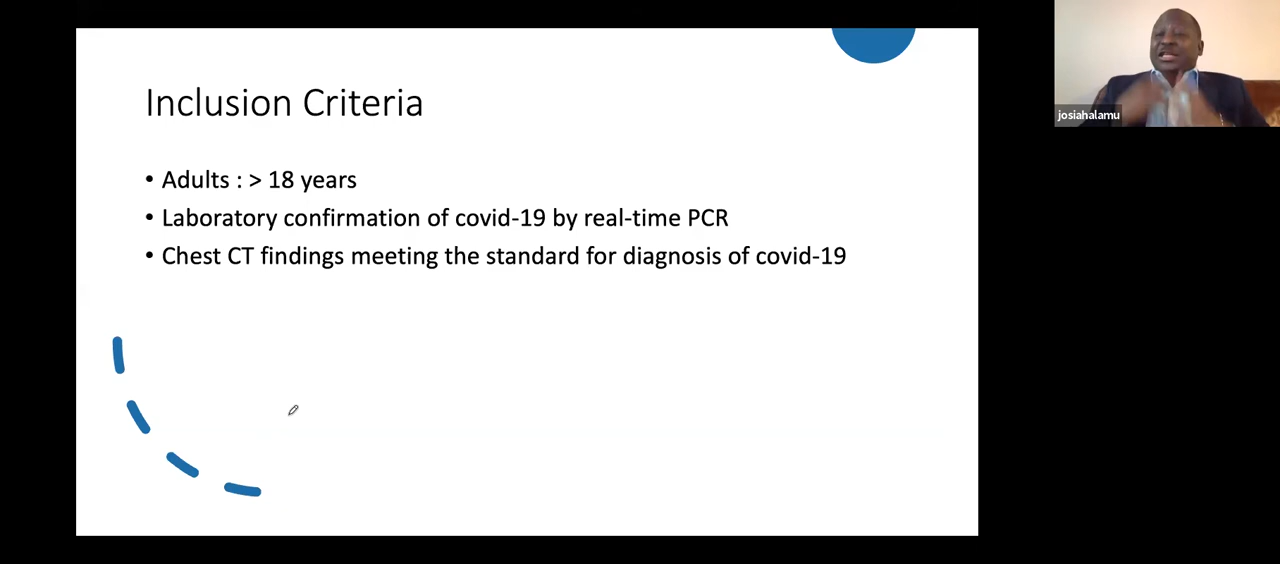 Inclusion Criteria
• Adults : > 18 years
• Laboratory confirmation of covid-19 by real-time PCR
• Chest CT findings meeting the standard for diagnosis of covid-19
josiahalamu